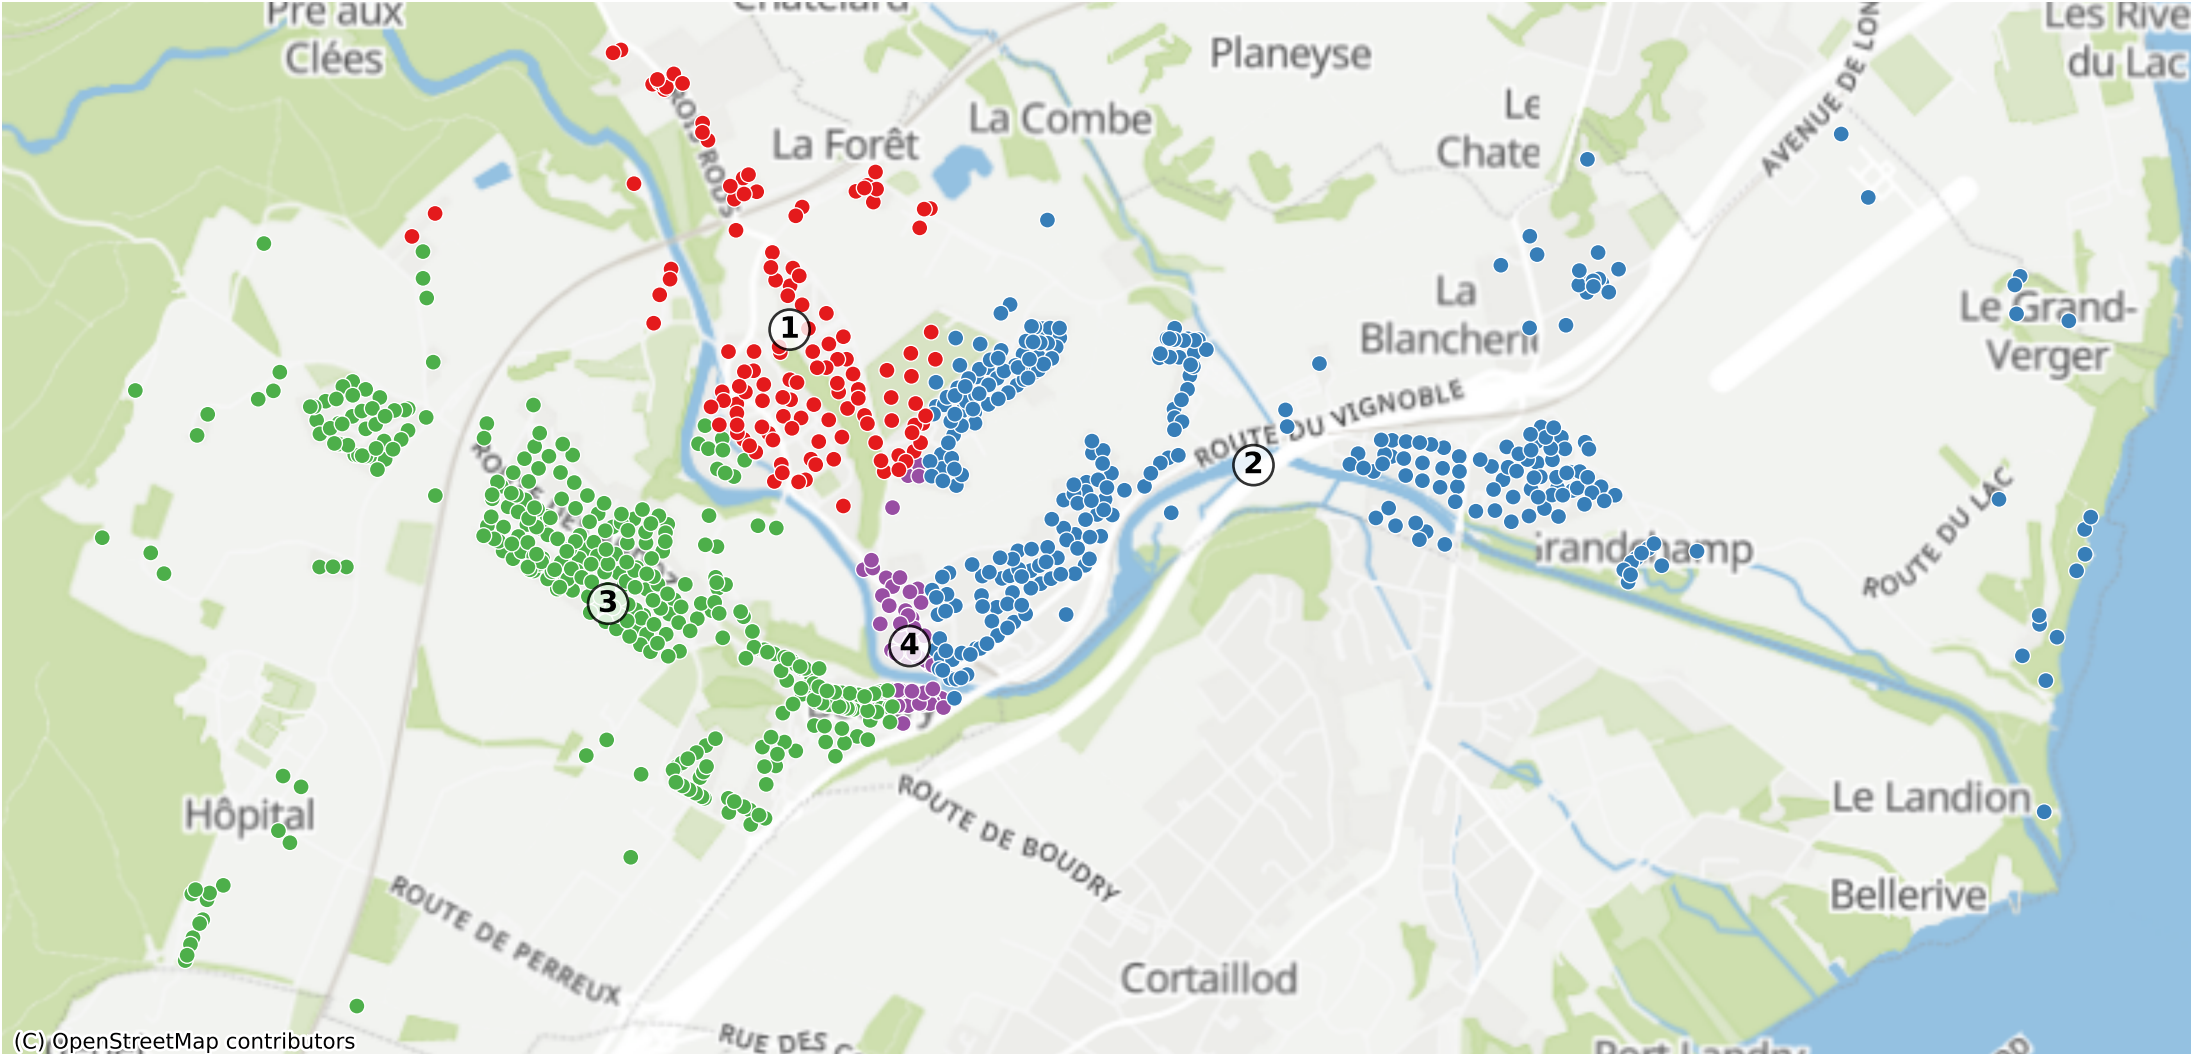 Pré aux
Clées
Châtelard
Planeyse
Les Rive
du Lac
La Forêt
La Combe
Le
Chate
AVENUE DE LON
La
Blancherie
Le Grand-
Verger
1
ROUTE DU VIGNOBLE
2
ROUTE DU LAC
3
4
Hôpital
ROUTE DE BOUDRY
Le Landion
Bellerive
ROUTE DE PERREUX
Cortaillod
RUE DES C
(C) OpenStreetMap contributors